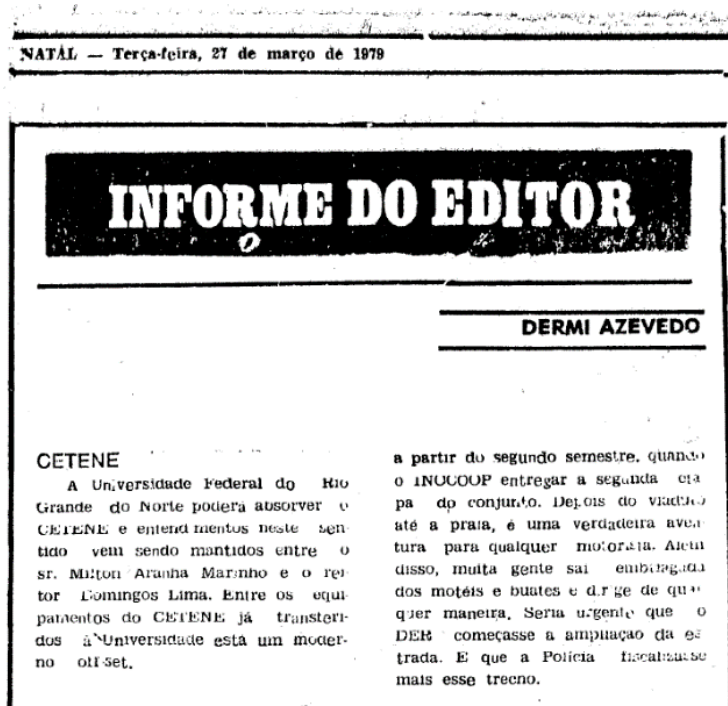 NATAL — Terça-feira, 27 de março de 1979
INFORME DO EDITOR
DERMI AZEVEDO
CETENE
A Universidade Federal do Rio
Grande do Norte poderá absorver o
CETENE e entendimentos neste sen-
tido vem sendo mantidos entre o
sr. Milton Aranha Marinho e o rei-
tor Domingos Lima. Entre os equi-
pamentos do CETENE já transferi-
dos à Universidade está um moder-
no off-set.
a partir do segundo semestre, quando
o INOCOOP entregar a segunda eta
pa do conjunto. Depois do viaduto
até a praia, é uma verdadeira aven
tura para qualquer motorista. Alem
disso, muita gente sai embriagada
dos motéis e buates e dirige de qual
quer maneira. Seria urgente que o
DER começasse a ampliação da es
trada. E que a Polícia fiscalizasse
mais esse trecho.